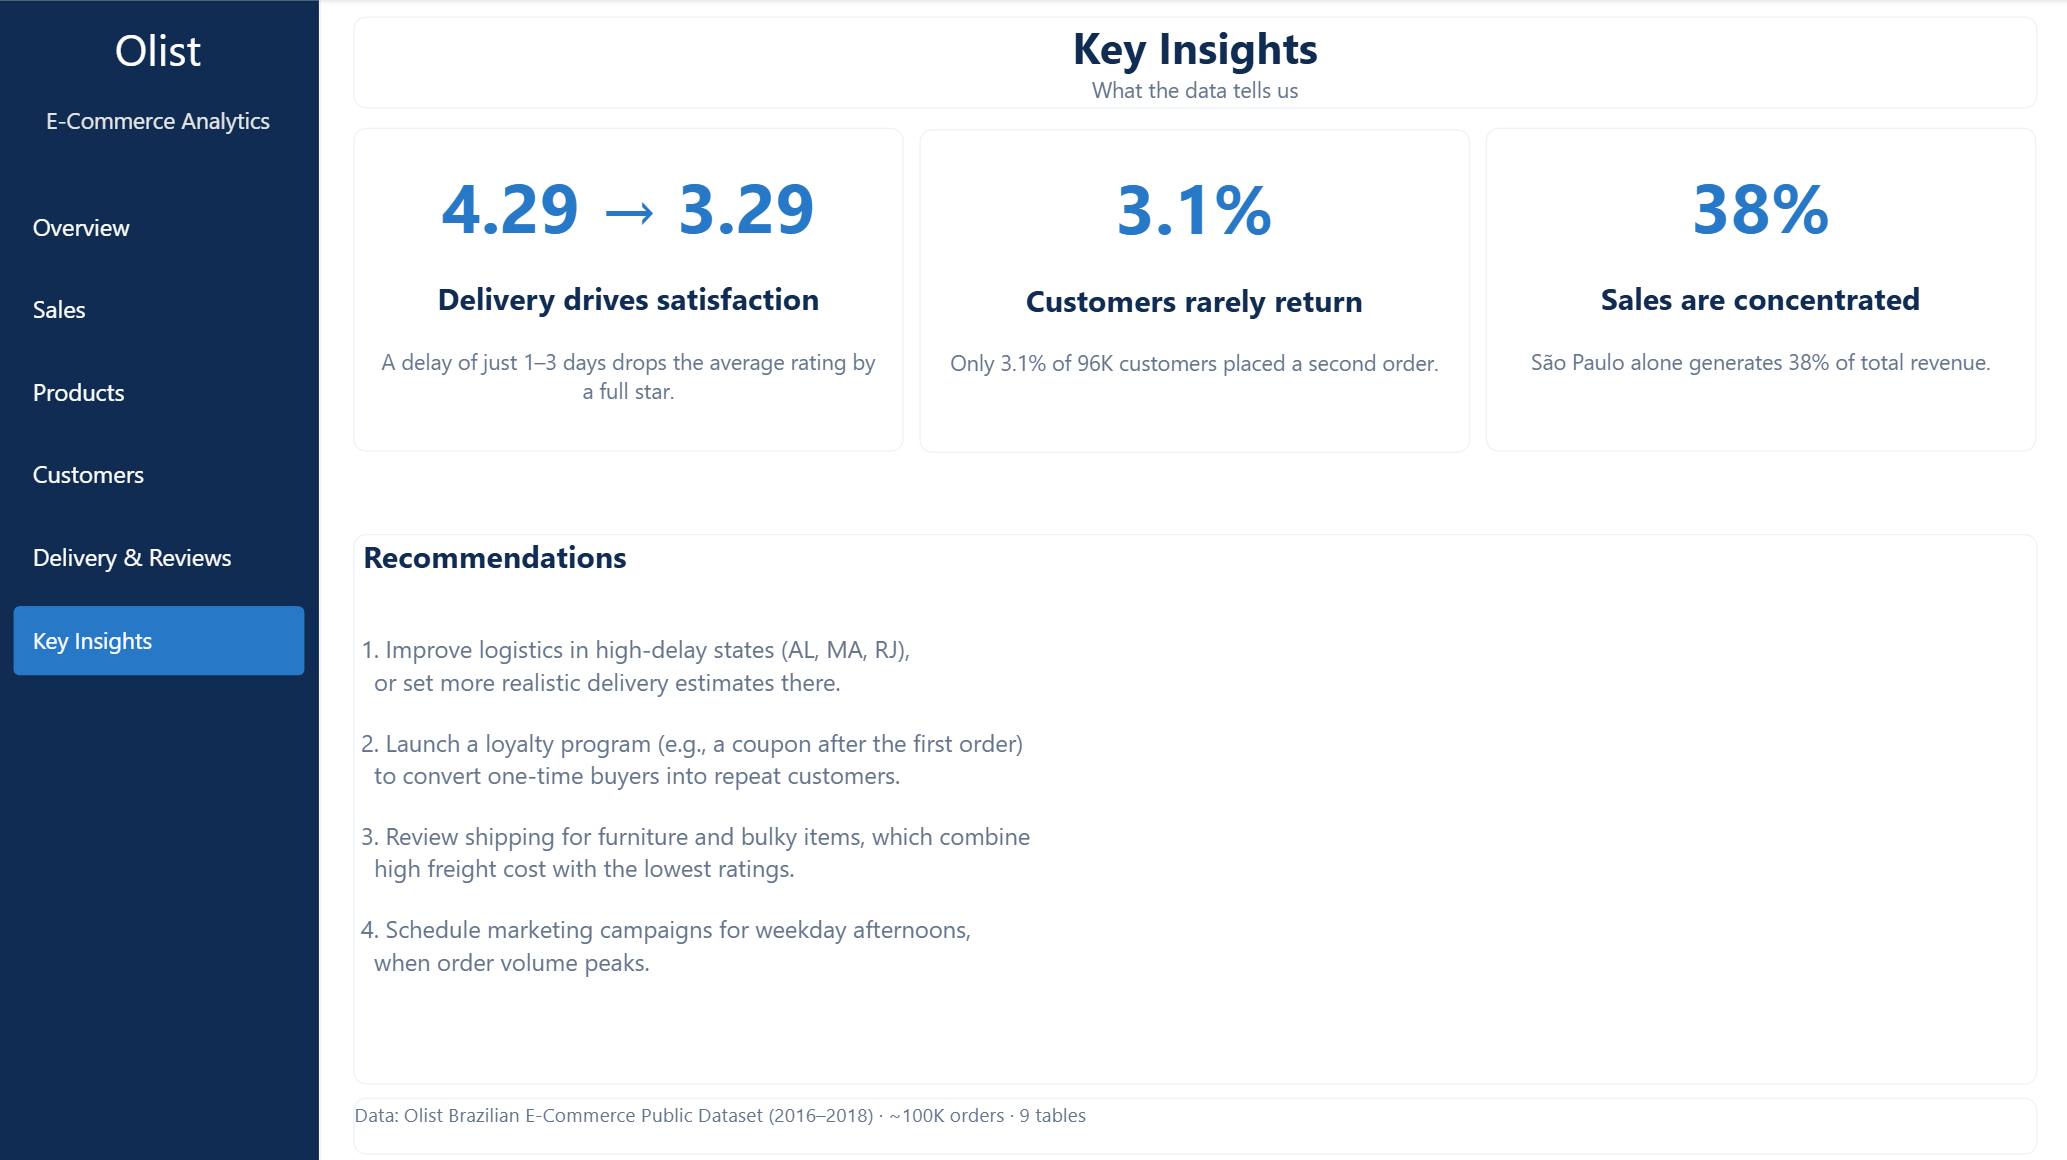 Olist
E-Commerce Analytics
Overview
Sales
Products
Customers
Delivery & Reviews
Key Insights
Key Insights
What the data tells us
4.29 → 3.29
Delivery drives satisfaction
A delay of just 1–3 days drops the average rating by
a full star.
3.1%
Customers rarely return
Only 3.1% of 96K customers placed a second order.
38%
Sales are concentrated
São Paulo alone generates 38% of total revenue.
Recommendations
1. Improve logistics in high-delay states (AL, MA, RJ),
or set more realistic delivery estimates there.
2. Launch a loyalty program (e.g., a coupon after the first order)
to convert one-time buyers into repeat customers.
3. Review shipping for furniture and bulky items, which combine
high freight cost with the lowest ratings.
4. Schedule marketing campaigns for weekday afternoons,
when order volume peaks.
Data: Olist Brazilian E-Commerce Public Dataset (2016–2018) · ~100K orders · 9 tables